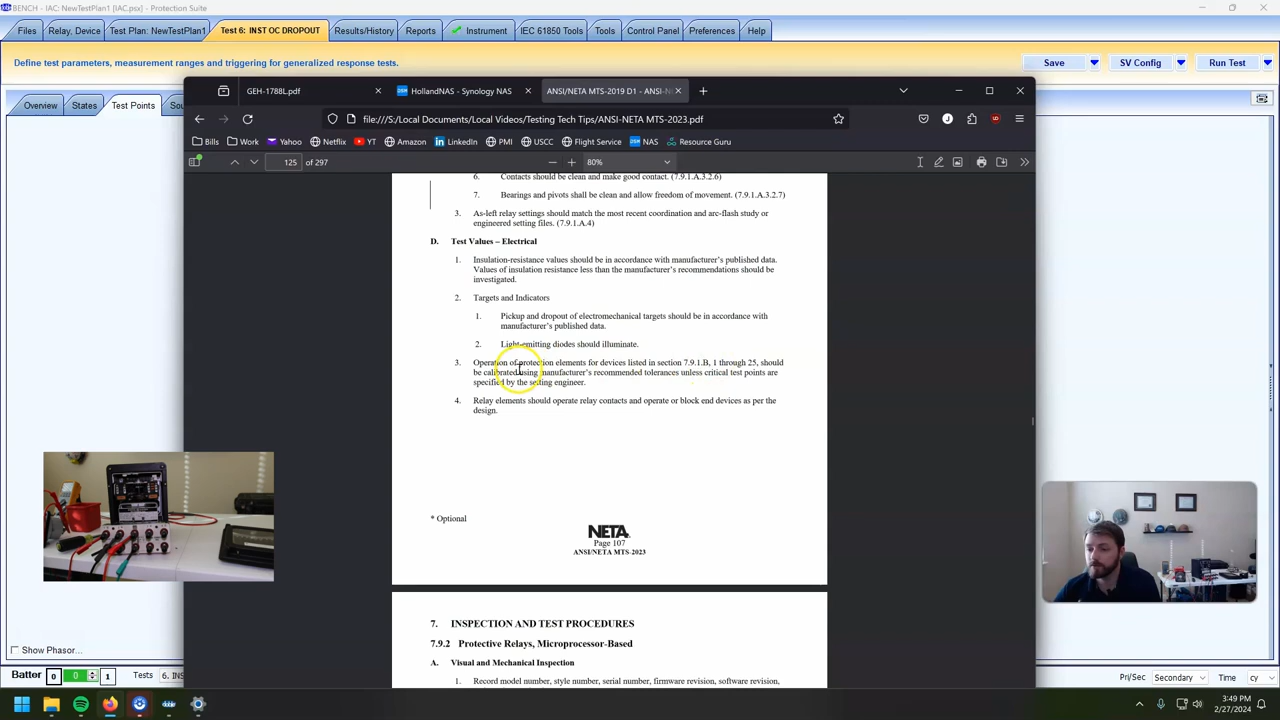 BENCH - IAC: NewTestPlan1 [IAC.psx] - Protection Suite
Files
Relay, Device
Test Plan: NewTestPlan1
Test 6: INST OC DROPOUT
Results/History
Reports
Instrument
IEC 61850 Tools
Tools
Control Panel
Preferences
Help
Define test parameters, measurement ranges and triggering for generalized response tests.
Save
SV Config
Run Test
Overview
States
Test Points
Sou
GEH-1788L.pdf
HollandNAS - Synology NAS
ANSI/NETA MTS-2019 D1 - ANSI-N
file:///S:/Local Documents/Local Videos/Testing Tech Tips/ANSI-NETA MTS-2023.pdf
Bills
Work
Yahoo
Netflix
YT
Amazon
LinkedIn
PMI
USCC
Flight Service
NAS
Resource Guru
125 of 297
80%
6. Contacts should be clean and make good contact. (7.9.1.A.3.2.6)
7. Bearings and pivots shall be clean and allow freedom of movement. (7.9.1.A.3.2.7)
3. As-left relay settings should match the most recent coordination and arc-flash study or
engineered setting files. (7.9.1.A.4)
D. Test Values – Electrical
1. Insulation-resistance values should be in accordance with manufacturer's published data.
Values of insulation resistance less than the manufacturer's recommendations should be
investigated.
2. Targets and Indicators
1. Pickup and dropout of electromechanical targets should be in accordance with
manufacturer's published data.
2. Light-emitting diodes should illuminate.
3. Operation of protection elements for devices listed in section 7.9.1.B, 1 through 25, should
be calibrated using manufacturer's recommended tolerances unless critical test points are
specified by the setting engineer.
4. Relay elements should operate relay contacts and operate or block end devices as per the
design.
* Optional
NETA
Page 107
ANSI/NETA MTS-2023
7. INSPECTION AND TEST PROCEDURES
7.9.2 Protective Relays, Microprocessor-Based
A. Visual and Mechanical Inspection
1. Record model number, style number, serial number, firmware revision, software revision,
Show Phasor...
Batter
0
0
1
Tests
6. INS
Pri/Sec
Secondary
Time
cy
3:49 PM
2/27/2024